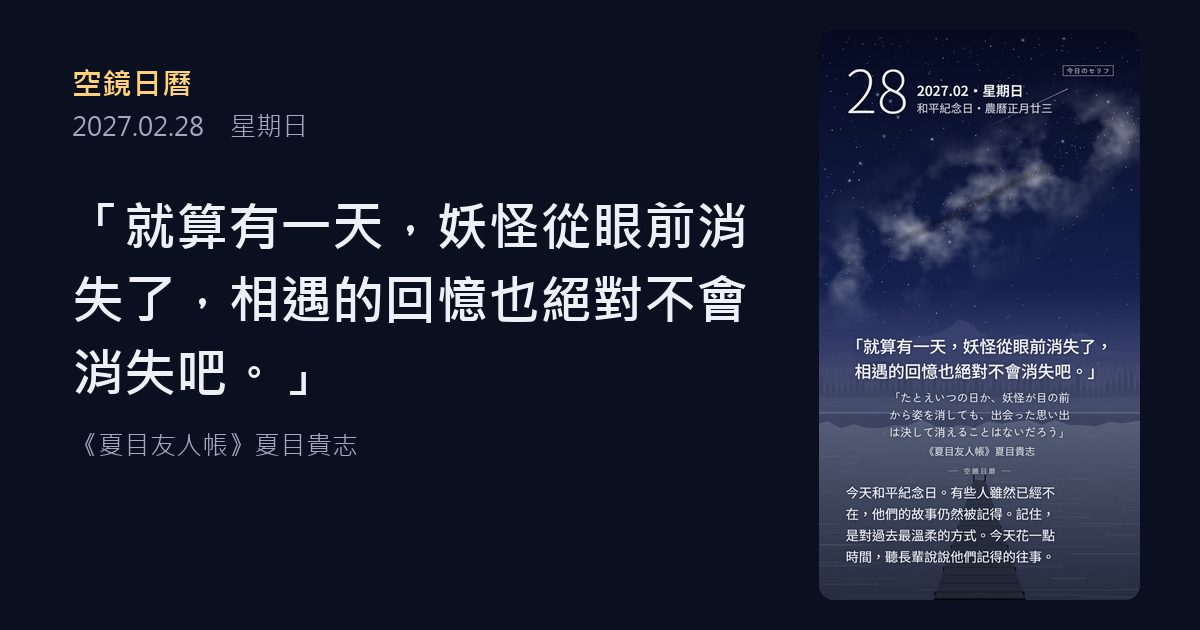 空鏡日曆
2027.02.28 星期日
「就算有一天，妖怪從眼前消
失了，相遇的回憶也絕對不會
消失吧。」
《夏目友人帳》夏目貴志
今日のセリフ
28
2027.02・星期日
和平紀念日・農曆正月廿三
「就算有一天，妖怪從眼前消失了，
相遇的回憶也絕對不會消失吧。」
「たとえいつの日か、妖怪が目の前
から姿を消しても、出会った思い出
は決して消えることはないだろう」
《夏目友人帳》夏目貴志
— 空鏡日曆 —
今天和平紀念日。有些人雖然已經不
在，他們的故事仍然被記得。記住，
是對過去最溫柔的方式。今天花一點
時間，聽長輩說說他們記得的往事。